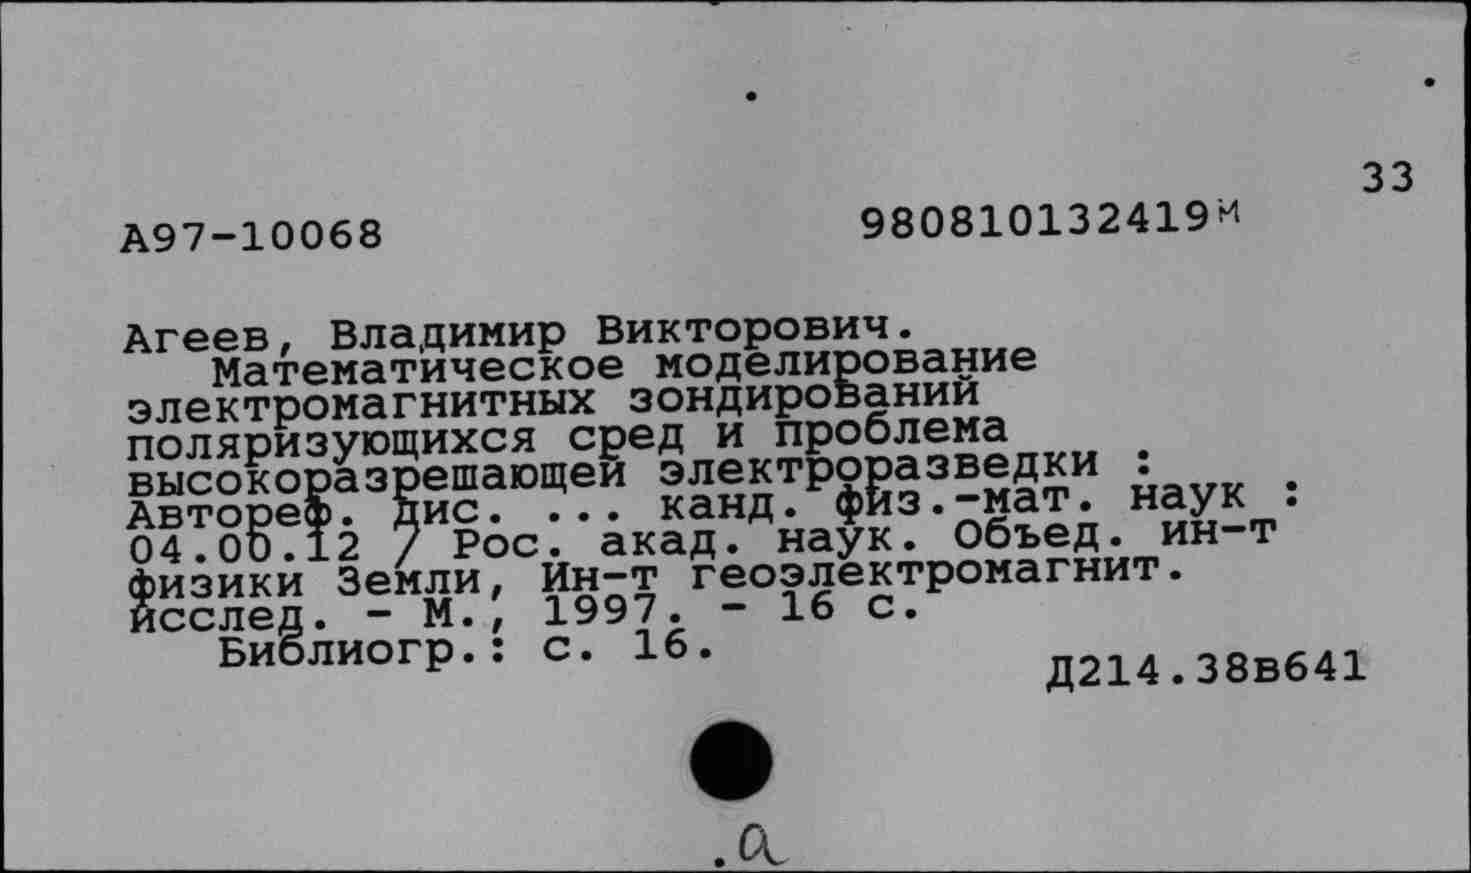 33
А97-10068
980810132419м
Агеев, Владимир Викторович.
Математическое моделирование
электромагнитных зондирований
поляризующихся сред и проблема
высокоразрешающей электроразведки :
Автореф. дис. ... канд. физ.-мат. наук :
04.00.12 / Рос. акад. наук. Объед. ин-т
физики Земли, Ин-т геоэлектромагнит.
исслед. - М., 1997. - 16 с.
Библиогр.: с. 16.
Д214.38в641
а